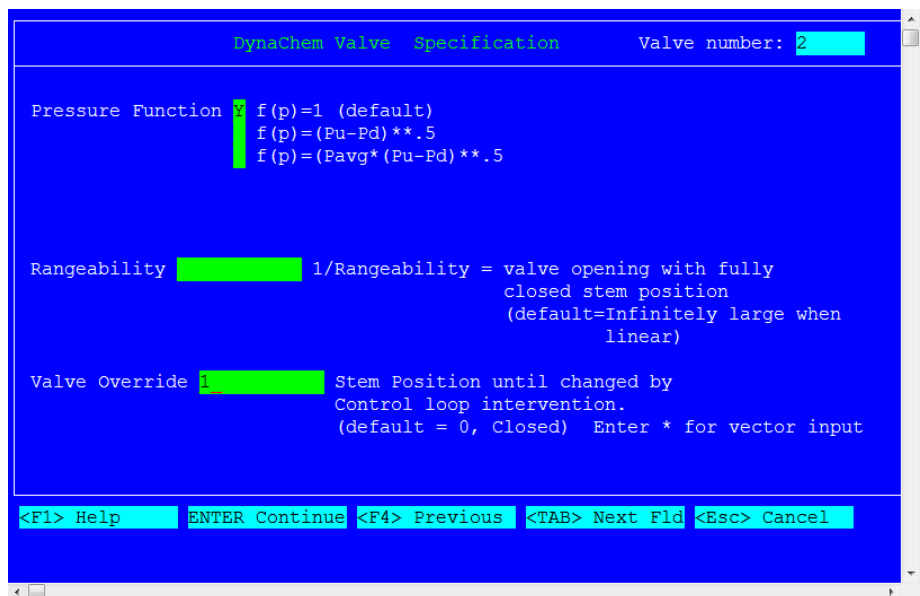 DynaChem Valve Specification Valve number: 2
Pressure Function Y f(p)=1 (default)
f(p)=(Pu-Pd)**.5
f(p)=(Pavg*(Pu-Pd)**.5
Rangeability 1/Rangeability = valve opening with fully
closed stem position
(default=Infinitely large when
linear)
Valve Override 1_ Stem Position until changed by
Control loop intervention.
(default = 0, Closed) Enter * for vector input
<F1> Help ENTER Continue <F4> Previous <TAB> Next Fld <Esc> Cancel